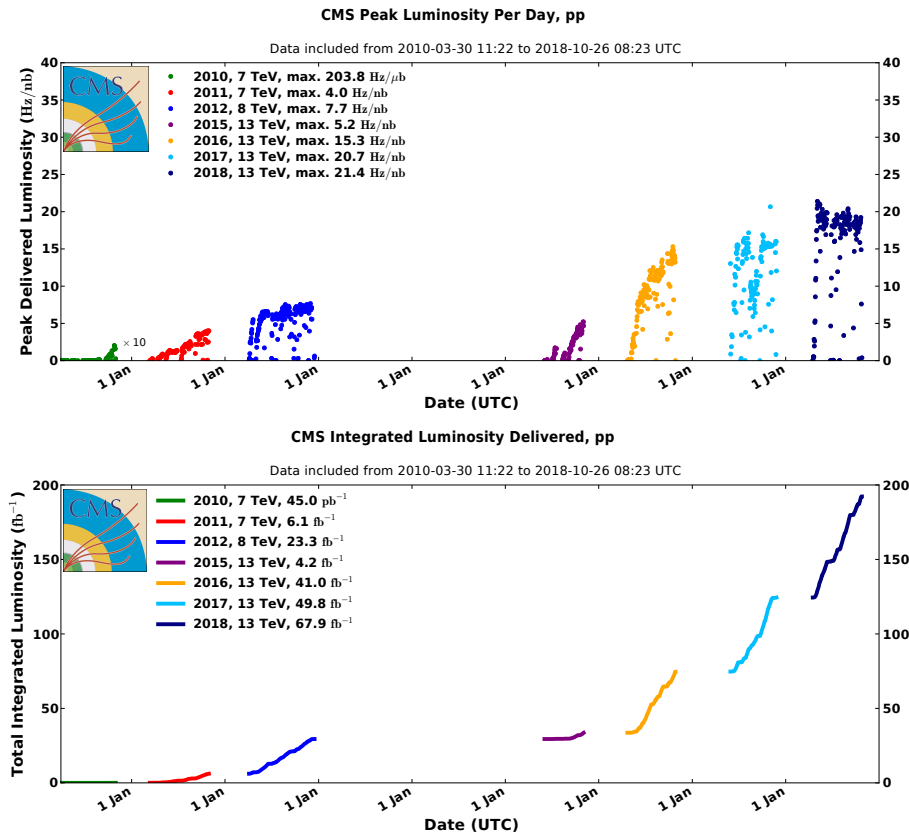 CMS Peak Luminosity Per Day, pp
Data included from 2010-03-30 11:22 to 2018-10-26 08:23 UTC
Peak Delivered Luminosity (Hz/nb)
40
35
30
25
20
15
10
5
0
CMS
2010, 7 TeV, max. 203.8 Hz/μb
2011, 7 TeV, max. 4.0 Hz/nb
2012, 8 TeV, max. 7.7 Hz/nb
2015, 13 TeV, max. 5.2 Hz/nb
2016, 13 TeV, max. 15.3 Hz/nb
2017, 13 TeV, max. 20.7 Hz/nb
2018, 13 TeV, max. 21.4 Hz/nb
× 10
40
35
30
25
20
15
10
5
0
1 Jan
1 Jan
1 Jan
1 Jan
1 Jan
1 Jan
1 Jan
1 Jan
Date (UTC)
CMS Integrated Luminosity Delivered, pp
Data included from 2010-03-30 11:22 to 2018-10-26 08:23 UTC
Total Integrated Luminosity (fb⁻¹)
200
150
100
50
0
CMS
2010, 7 TeV, 45.0 pb⁻¹
2011, 7 TeV, 6.1 fb⁻¹
2012, 8 TeV, 23.3 fb⁻¹
2015, 13 TeV, 4.2 fb⁻¹
2016, 13 TeV, 41.0 fb⁻¹
2017, 13 TeV, 49.8 fb⁻¹
2018, 13 TeV, 67.9 fb⁻¹
200
150
100
50
0
1 Jan
1 Jan
1 Jan
1 Jan
1 Jan
1 Jan
1 Jan
1 Jan
Date (UTC)